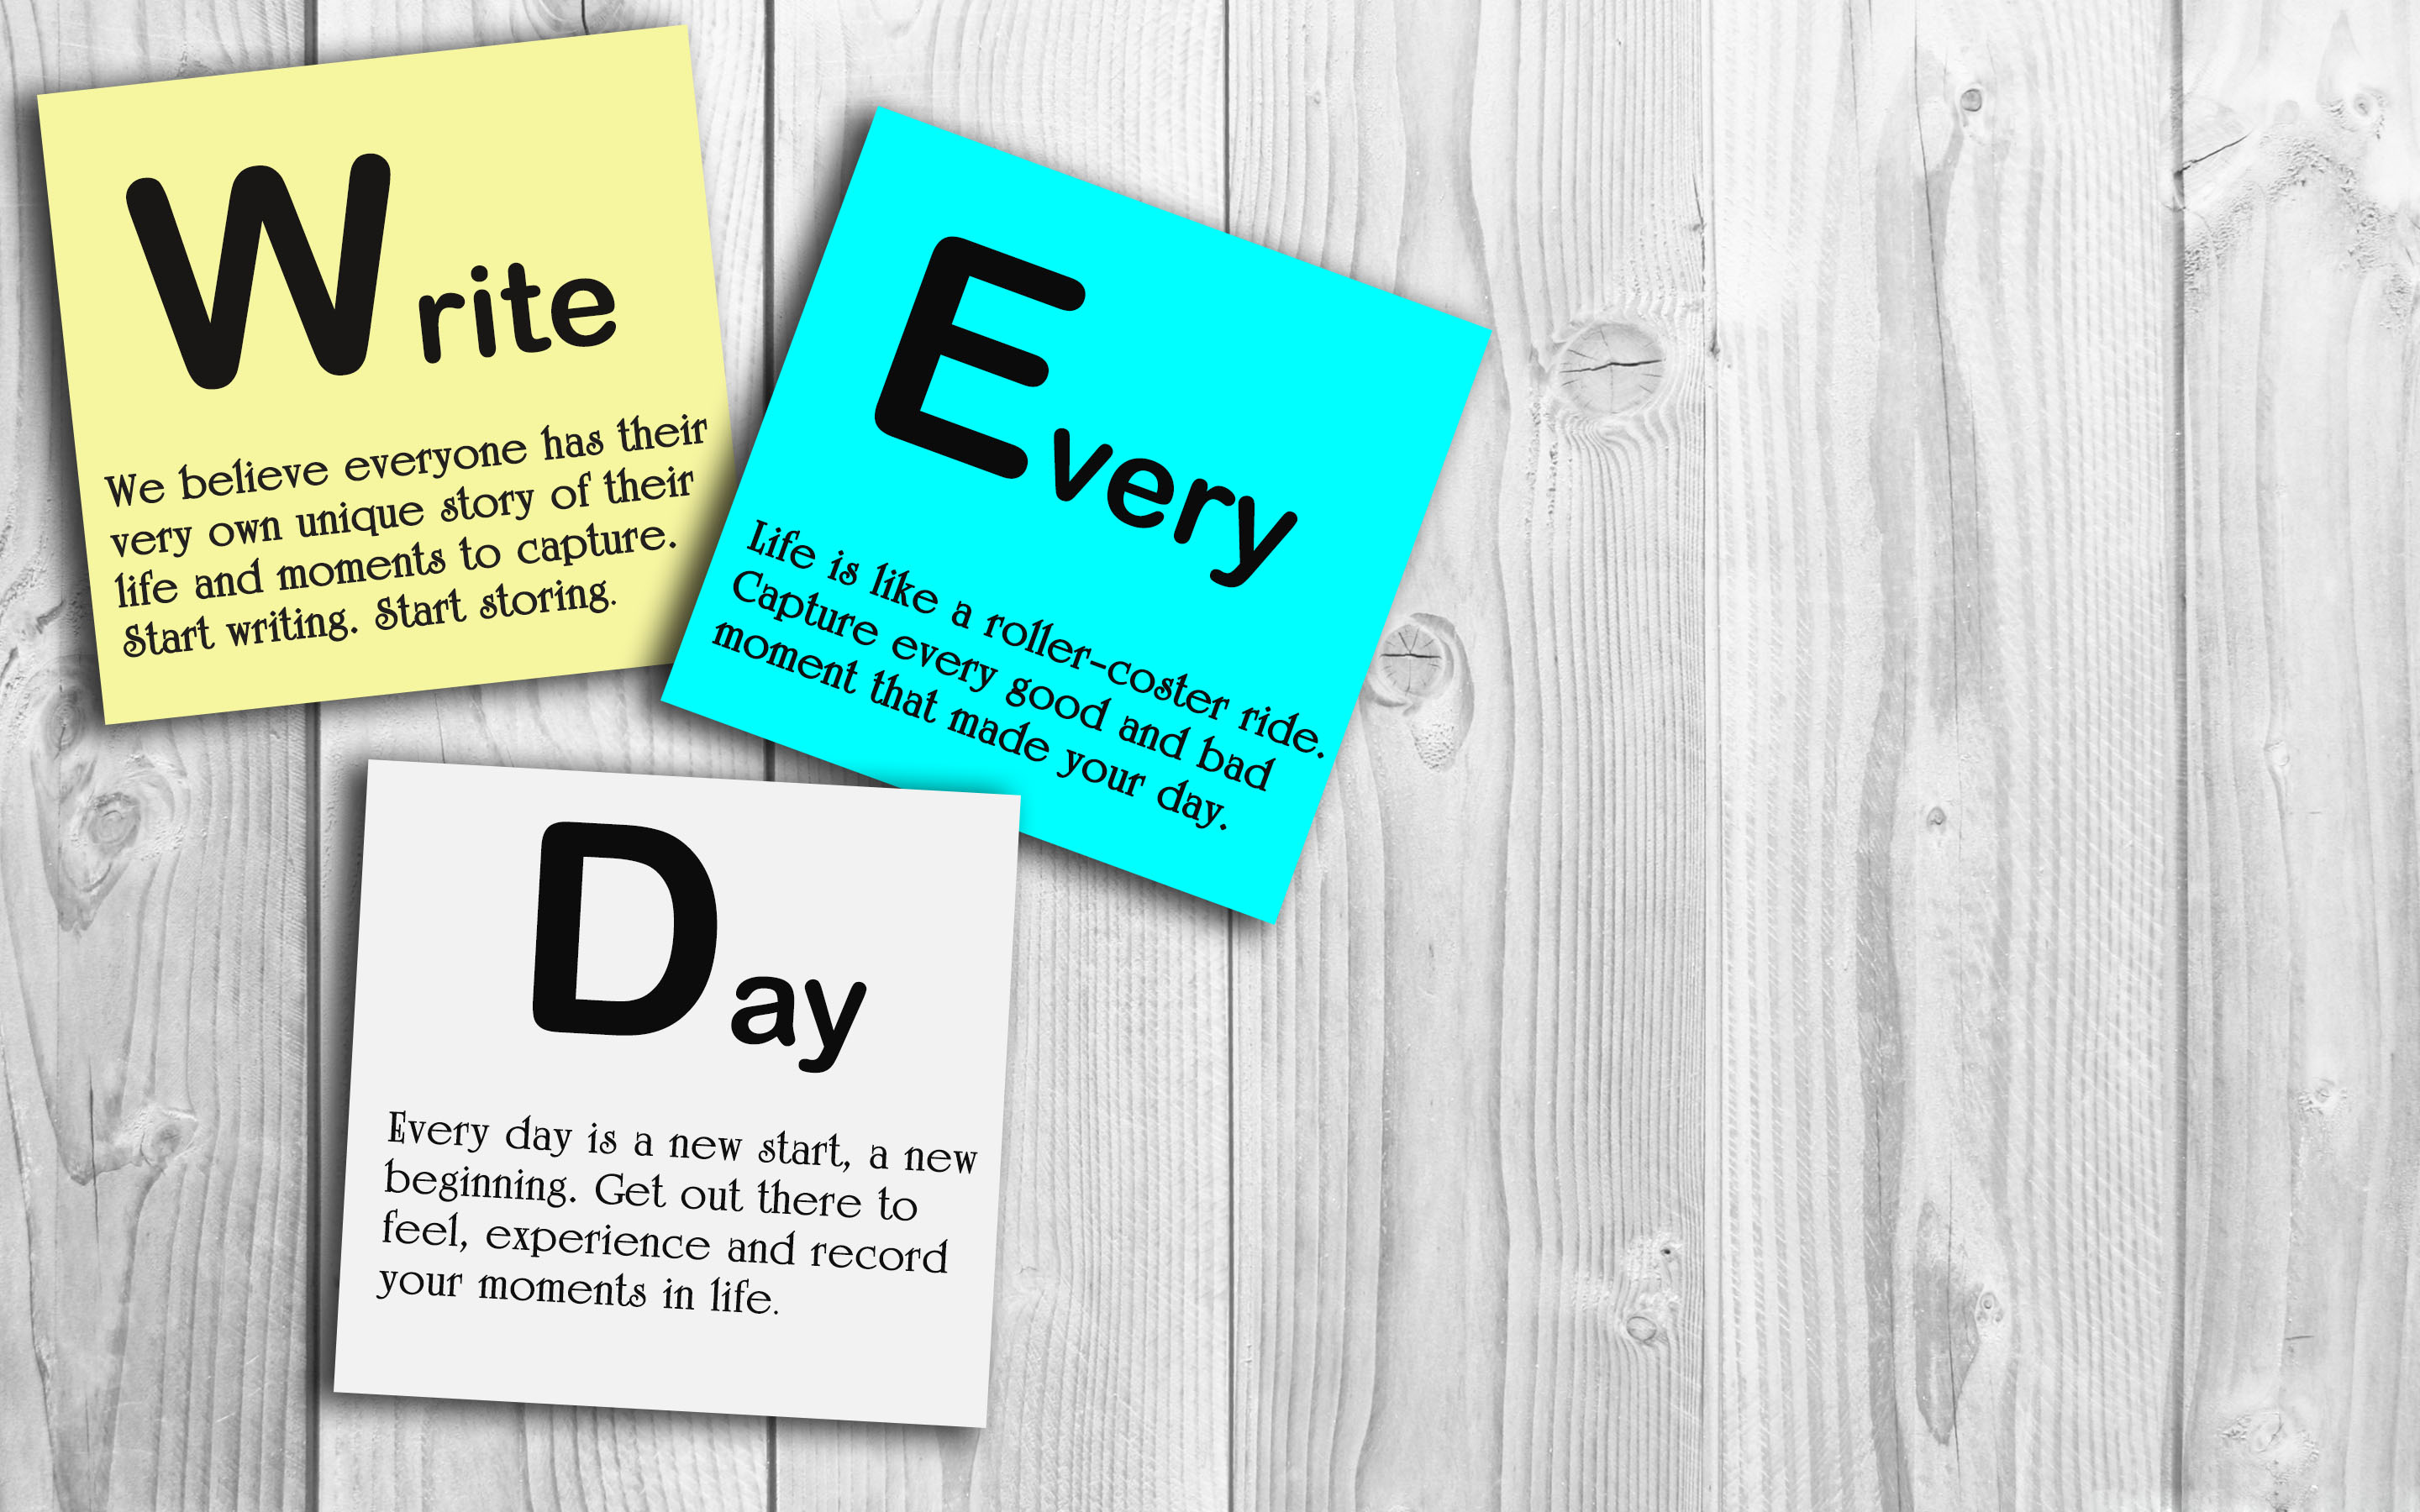 Write
We believe everyone has their
very own unique story of their
life and moments to capture.
Start writing. Start storing.
Every
Life is like a roller-coster ride.
Capture every good and bad
moment that made your day.
Day
Every day is a new start, a new
beginning. Get out there to
feel, experience and record
your moments in life.